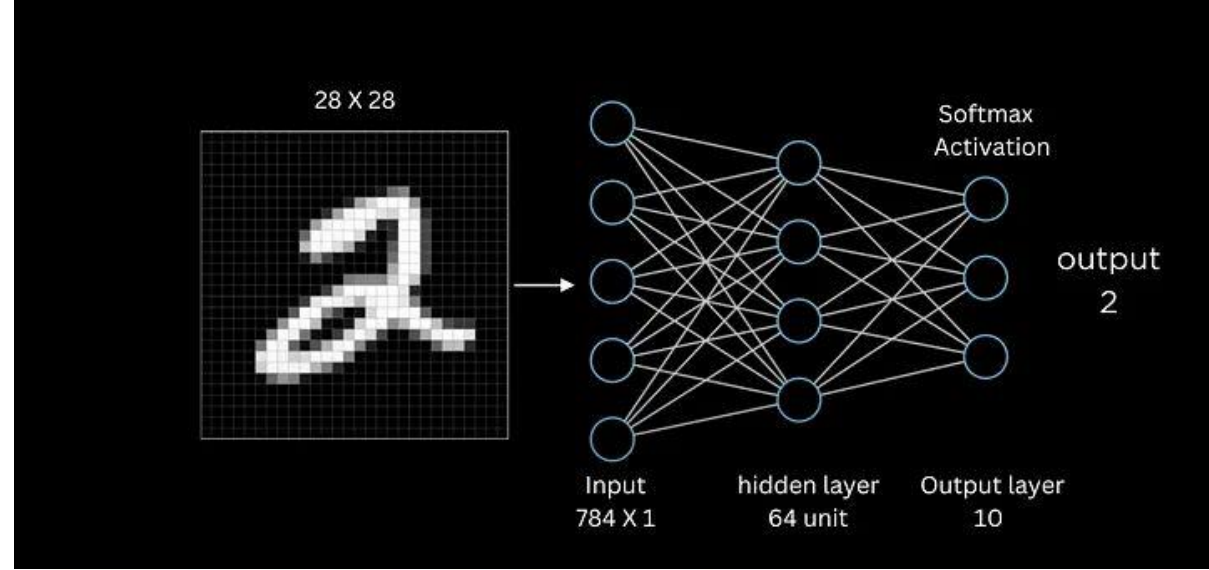 28 X 28
Softmax
Activation
output
2
Input
784 X 1
hidden layer
64 unit
Output layer
10